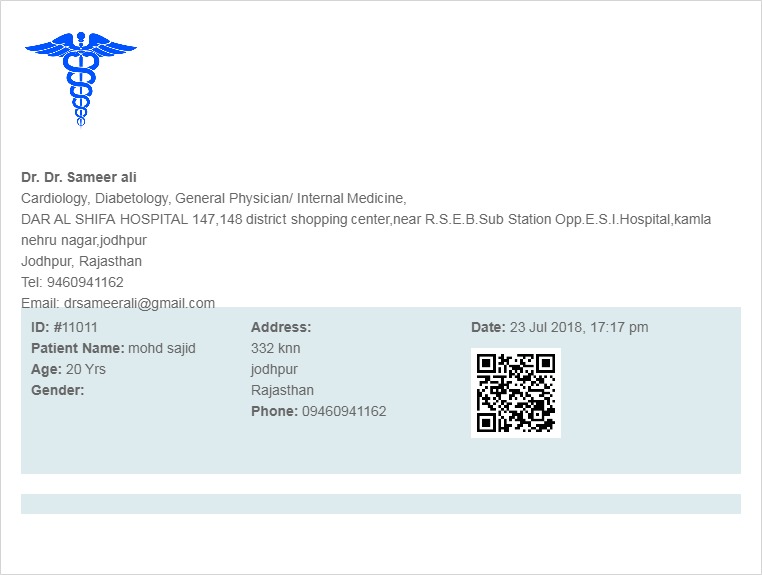 Dr. Dr. Sameer ali
Cardiology, Diabetology, General Physician/ Internal Medicine,
DAR AL SHIFA HOSPITAL 147,148 district shopping center,near R.S.E.B.Sub Station Opp.E.S.I.Hospital,kamla
nehru nagar,jodhpur
Jodhpur, Rajasthan
Tel: 9460941162
Email: drsameerali@gmail.com
ID: #11011
Patient Name: mohd sajid
Age: 20 Yrs
Gender:
Address:
332 knn
jodhpur
Rajasthan
Phone: 09460941162
Date: 23 Jul 2018, 17:17 pm